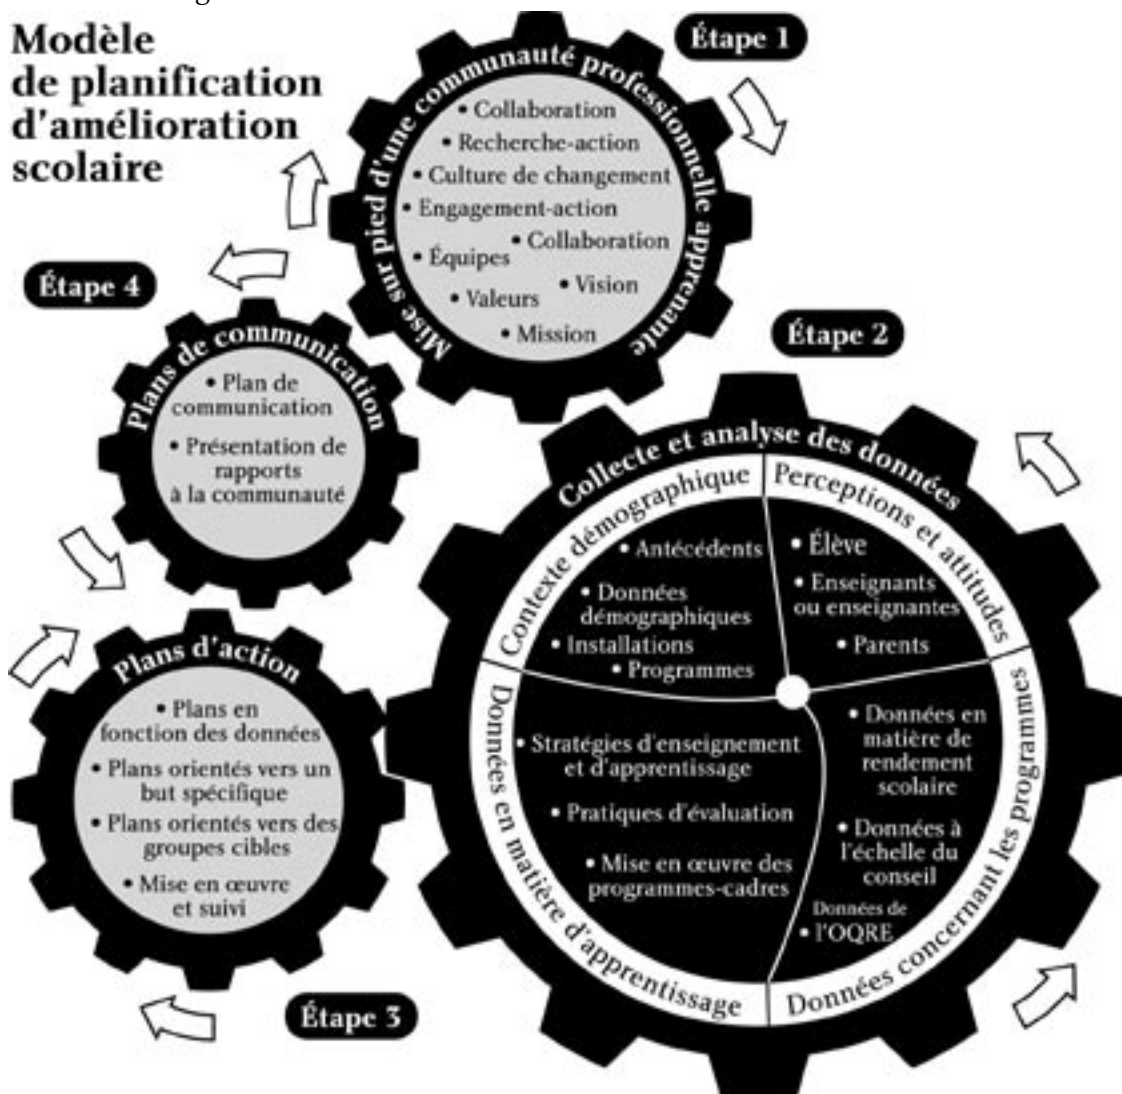 Modèle
de planification
d'amélioration
scolaire
Étape 1
Mise sur pied d'une communauté professionnelle apprenante
• Collaboration
• Recherche-action
• Culture de changement
• Engagement-action
• Collaboration
• Équipes
• Vision
• Valeurs
• Mission
Étape 2
Collecte et analyse des données
Contexte démographique
• Antécédents
• Données
démographiques
• Installations
• Programmes
Perceptions et attitudes
• Élève
• Enseignants
ou enseignantes
• Parents
Données en matière d'apprentissage
• Stratégies d'enseignement
et d'apprentissage
• Pratiques d'évaluation
• Mise en œuvre des
programmes-cadres
Données concernant les programmes
• Données en
matière de
rendement
scolaire
• Données à
l'échelle du
conseil
Données de
• l'OQRE
Étape 3
Plans d'action
• Plans en
fonction des données
• Plans orientés vers un
but spécifique
• Plans orientés vers des
groupes cibles
• Mise en œuvre
et suivi
Étape 4
Plans de communication
• Plan de
communication
• Présentation de
rapports
à la communauté